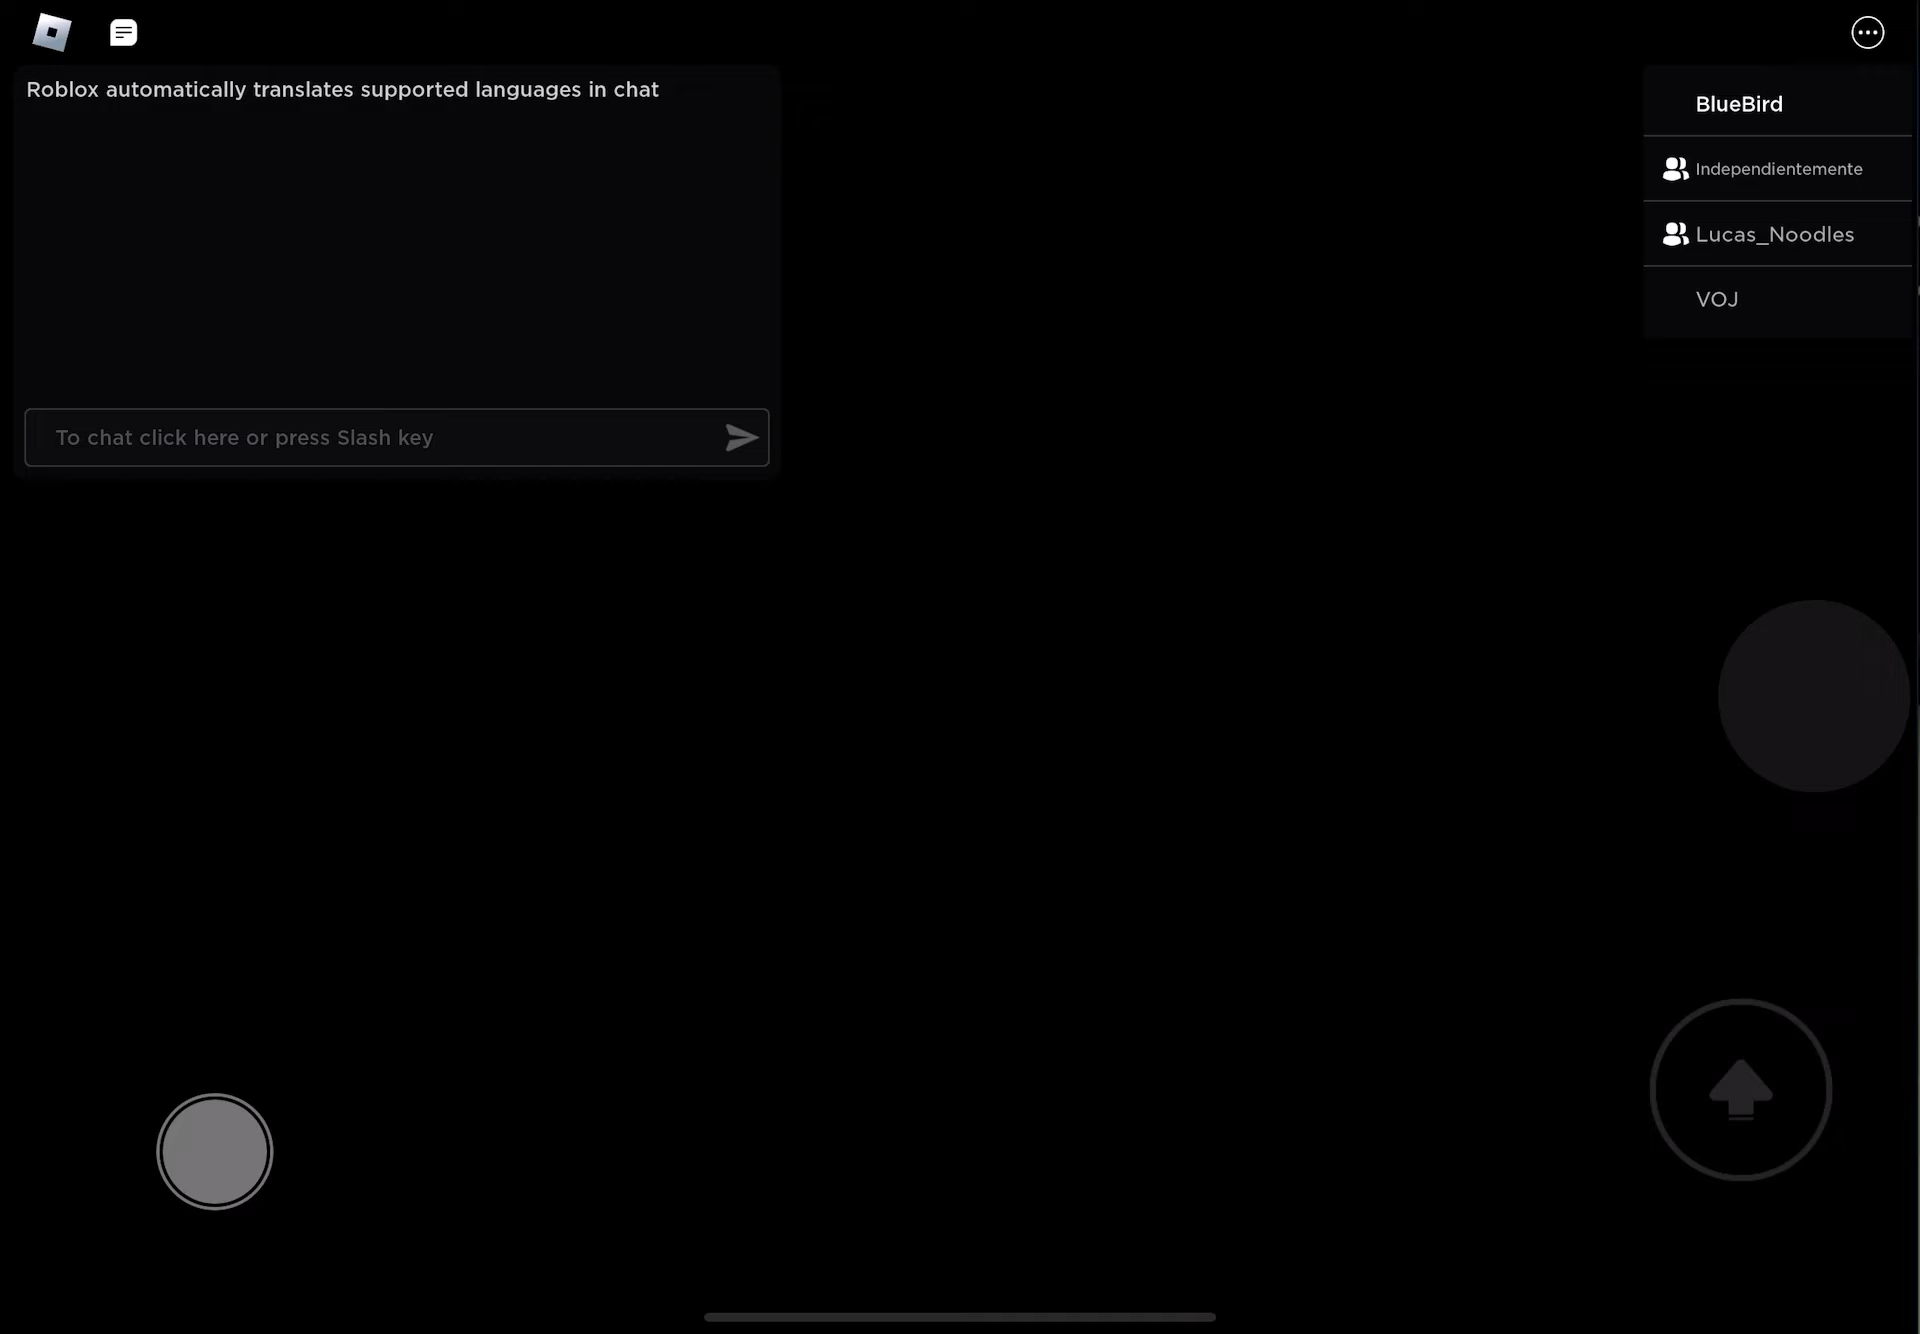 Roblox automatically translates supported languages in chat
To chat click here or press Slash key
BlueBird
Independientemente
Lucas_Noodles
VOJ